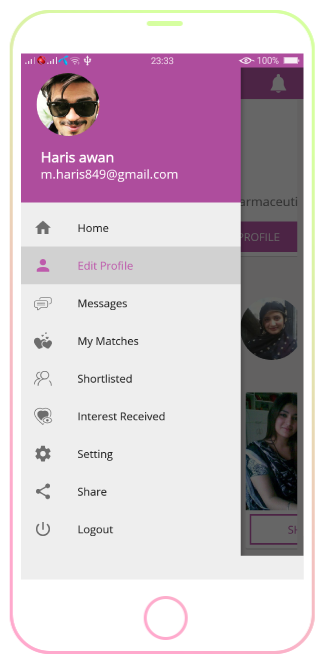 23:33
100%
Haris awan
m.haris849@gmail.com
Home
Edit Profile
Messages
My Matches
Shortlisted
Interest Received
Setting
Share
Logout
armaceuti
PROFILE
SH